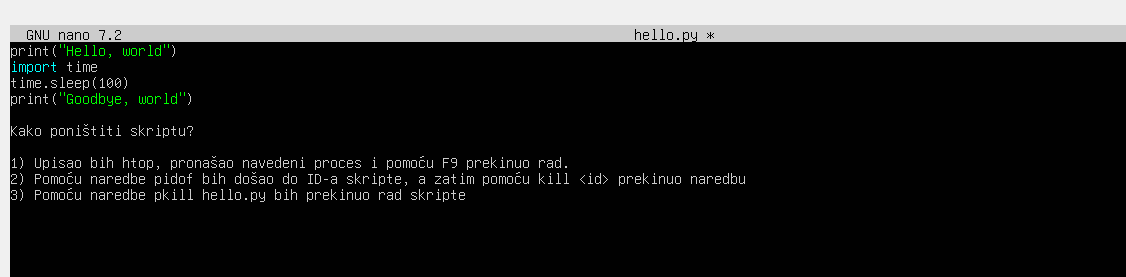 GNU nano 7.2 hello.py *
print("Hello, world")
import time
time.sleep(100)
print("Goodbye, world")
Kako poništiti skriptu?
1) Upisao bih htop, pronašao navedeni proces i pomoću F9 prekinuo rad.
2) Pomoću naredbe pidof bih došao do ID-a skripte, a zatim pomoću kill <id> prekinuo naredbu
3) Pomoću naredbe pkill hello.py bih prekinuo rad skripte